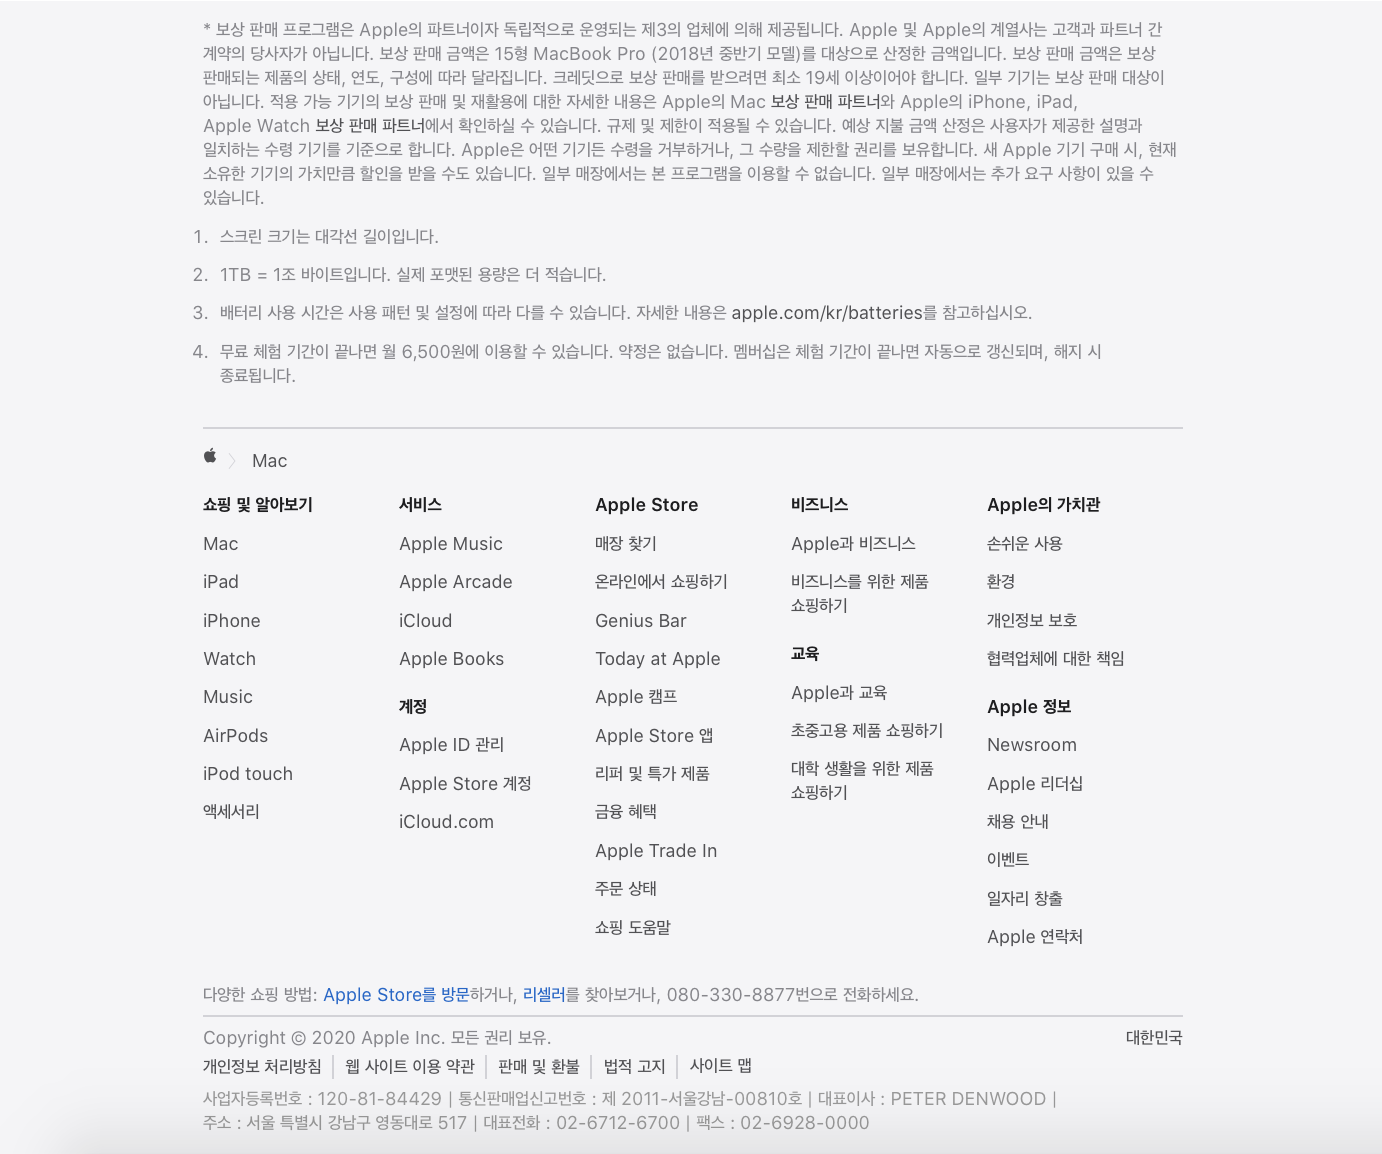 * 보상 판매 프로그램은 Apple의 파트너이자 독립적으로 운영되는 제3의 업체에 의해 제공됩니다. Apple 및 Apple의 계열사는 고객과 파트너 간
계약의 당사자가 아닙니다. 보상 판매 금액은 15형 MacBook Pro (2018년 중반기 모델)를 대상으로 산정한 금액입니다. 보상 판매 금액은 보상
판매되는 제품의 상태, 연도, 구성에 따라 달라집니다. 크레딧으로 보상 판매를 받으려면 최소 19세 이상이어야 합니다. 일부 기기는 보상 판매 대상이
아닙니다. 적용 가능 기기의 보상 판매 및 재활용에 대한 자세한 내용은 Apple의 Mac 보상 판매 파트너와 Apple의 iPhone, iPad,
Apple Watch 보상 판매 파트너에서 확인하실 수 있습니다. 규제 및 제한이 적용될 수 있습니다. 예상 지불 금액 산정은 사용자가 제공한 설명과
일치하는 수령 기기를 기준으로 합니다. Apple은 어떤 기기든 수령을 거부하거나, 그 수량을 제한할 권리를 보유합니다. 새 Apple 기기 구매 시, 현재
소유한 기기의 가치만큼 할인을 받을 수도 있습니다. 일부 매장에서는 본 프로그램을 이용할 수 없습니다. 일부 매장에서는 추가 요구 사항이 있을 수
있습니다.
1. 스크린 크기는 대각선 길이입니다.
2. 1TB = 1조 바이트입니다. 실제 포맷된 용량은 더 적습니다.
3. 배터리 사용 시간은 사용 패턴 및 설정에 따라 다를 수 있습니다. 자세한 내용은 apple.com/kr/batteries를 참고하십시오.
4. 무료 체험 기간이 끝나면 월 6,500원에 이용할 수 있습니다. 약정은 없습니다. 멤버십은 체험 기간이 끝나면 자동으로 갱신되며, 해지 시
종료됩니다.
Mac
쇼핑 및 알아보기
Mac
iPad
iPhone
Watch
Music
AirPods
iPod touch
액세서리
서비스
Apple Music
Apple Arcade
iCloud
Apple Books
계정
Apple ID 관리
Apple Store 계정
iCloud.com
Apple Store
매장 찾기
온라인에서 쇼핑하기
Genius Bar
Today at Apple
Apple 캠프
Apple Store 앱
리퍼 및 특가 제품
금융 혜택
Apple Trade In
주문 상태
쇼핑 도움말
비즈니스
Apple과 비즈니스
비즈니스를 위한 제품
쇼핑하기
교육
Apple과 교육
초중고용 제품 쇼핑하기
대학 생활을 위한 제품
쇼핑하기
Apple의 가치관
손쉬운 사용
환경
개인정보 보호
협력업체에 대한 책임
Apple 정보
Newsroom
Apple 리더십
채용 안내
이벤트
일자리 창출
Apple 연락처
다양한 쇼핑 방법: Apple Store를 방문하거나, 리셀러를 찾아보거나, 080-330-8877번으로 전화하세요.
Copyright © 2020 Apple Inc. 모든 권리 보유. 대한민국
개인정보 처리방침 | 웹 사이트 이용 약관 | 판매 및 환불 | 법적 고지 | 사이트 맵
사업자등록번호 : 120-81-84429 | 통신판매업신고번호 : 제 2011-서울강남-00810호 | 대표이사 : PETER DENWOOD |
주소 : 서울 특별시 강남구 영동대로 517 | 대표전화 : 02-6712-6700 | 팩스 : 02-6928-0000